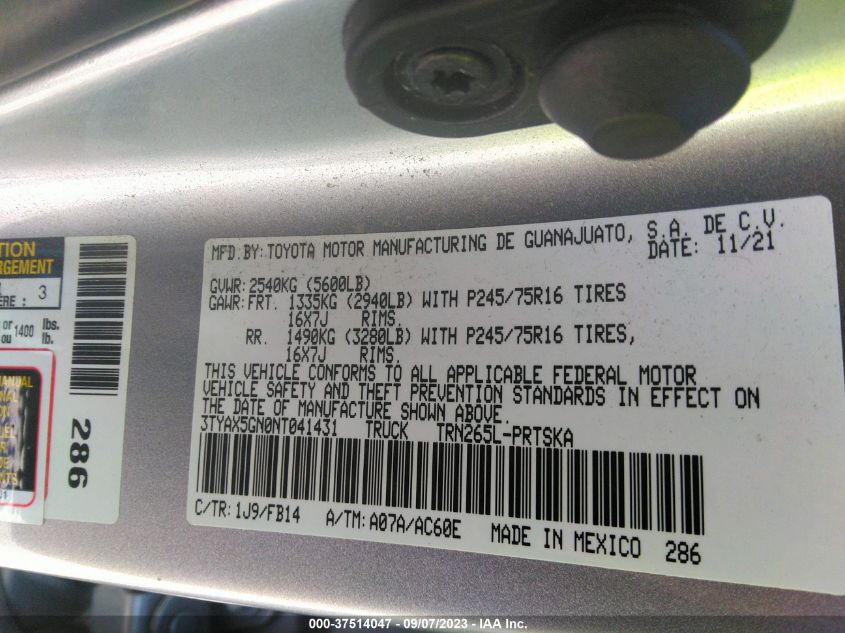 MFD.BY:TOYOTA MOTOR MANUFACTURING DE GUANAJUATO, S.A. DE C.V.
DATE: 11/21
GVWR: 2540KG (5600LB)
GAWR: FRT. 1335KG (2940LB) WITH P245/75R16 TIRES
16X7J RIMS.
RR. 1490KG (3280LB) WITH P245/75R16 TIRES,
16X7J RIMS.
THIS VEHICLE CONFORMS TO ALL APPLICABLE FEDERAL MOTOR
VEHICLE SAFETY AND THEFT PREVENTION STANDARDS IN EFFECT ON
THE DATE OF MANUFACTURE SHOWN ABOVE.
3TYAX5GN0NT041431 TRUCK TRN265L-PRTSKA
C/TR: 1J9/FB14 A/TM: A07A/AC60E MADE IN MEXICO 286
3
or 1400 lbs.
ou lb.
286
000-37514047 - 09/07/2023 - IAA Inc.